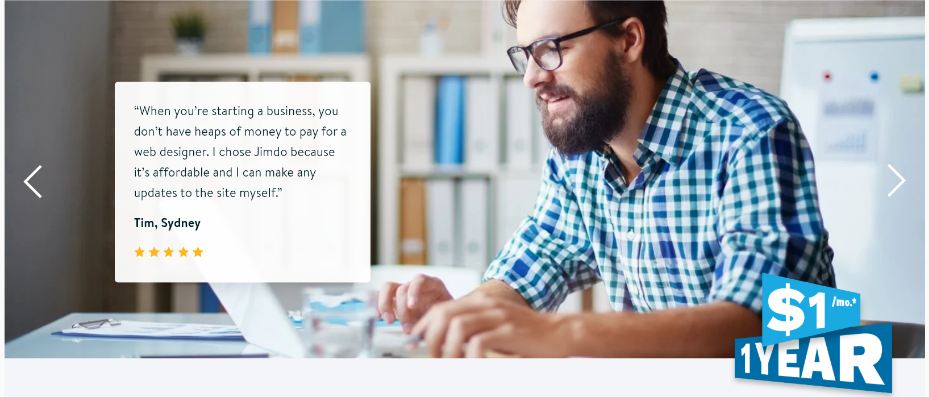 “When you’re starting a business, you
don’t have heaps of money to pay for a
web designer. I chose Jimdo because
it’s affordable and I can make any
updates to the site myself.”
Tim, Sydney
$1 /mo.*
1 YEAR